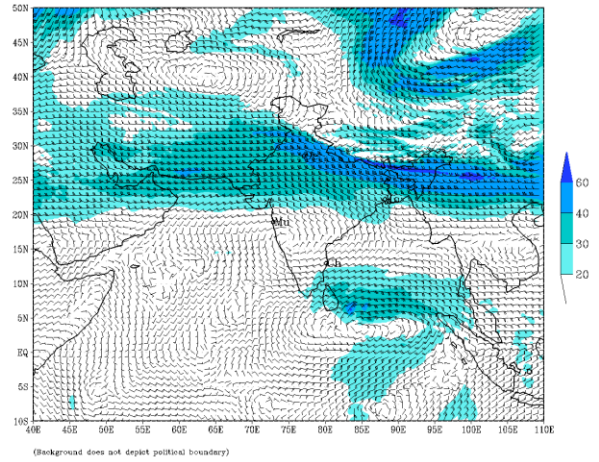 50N
45N
40N
35N
30N
25N
20N
15N
10N
5N
EQ
5S
10S
40E 45E 50E 55E 60E 65E 70E 75E 80E 85E 90E 95E 100E 105E 110E
Mu
Ch
60
40
30
20
(Background does not depict political boundary)